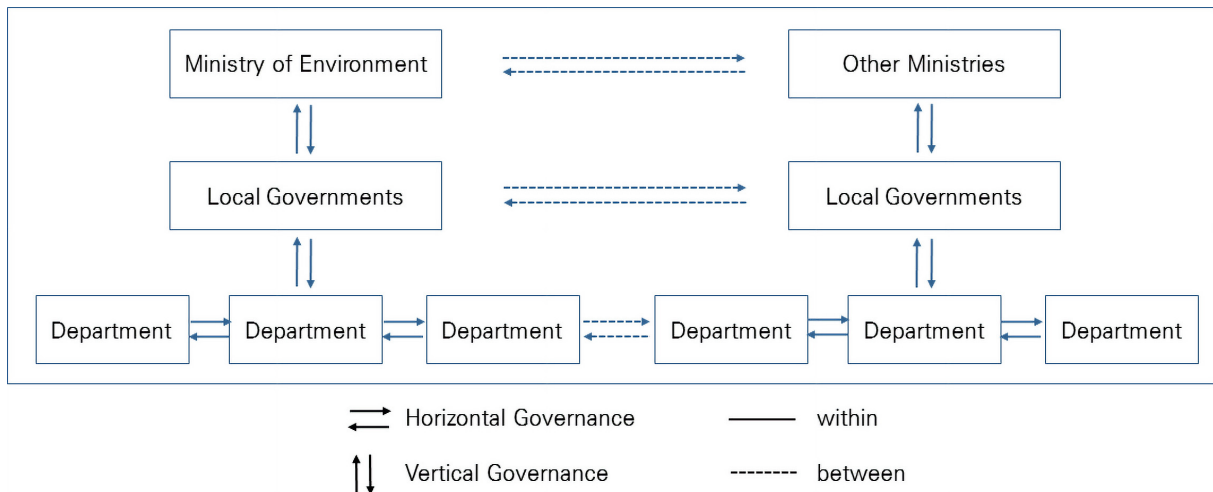 Ministry of Environment
Other Ministries
Local Governments
Local Governments
Department
Department
Department
Department
Department
Department
Horizontal Governance
within
Vertical Governance
between